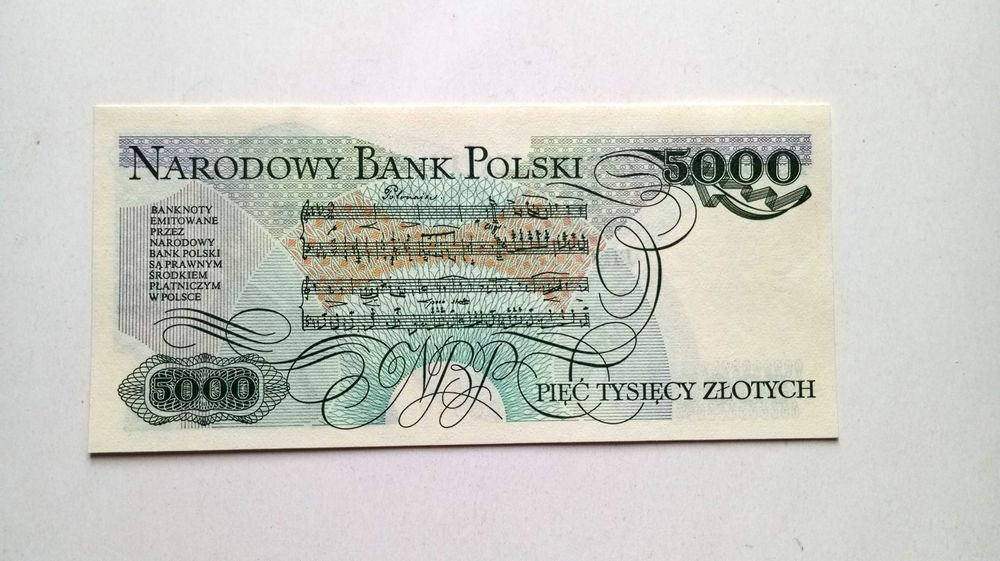 NARODOWY BANK POLSKI
5000
BANKNOTY
EMITOWANE
PRZEZ
NARODOWY
BANK POLSKI
SĄ PRAWNYM
ŚRODKIEM
PŁATNICZYM
W POLSCE
Polonaise.
5000
NBP
PIĘĆ TYSIĘCY ZŁOTYCH